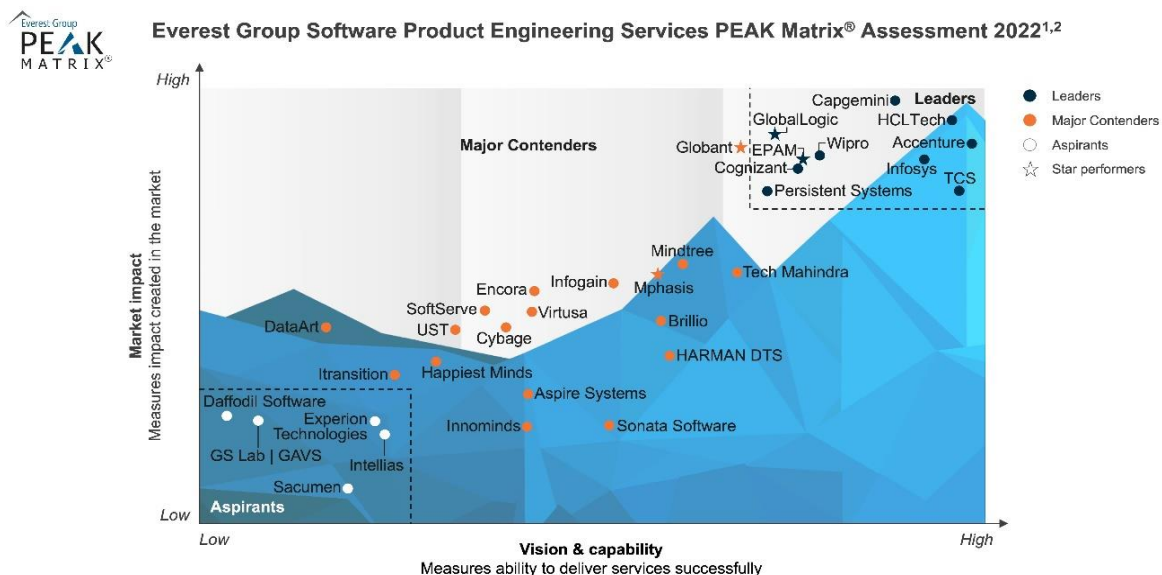 Everest Group
PEAK
MATRIX®
Everest Group Software Product Engineering Services PEAK Matrix® Assessment 2022¹,²
High
Market impact
Measures impact created in the market
Low
Low
Vision & capability
Measures ability to deliver services successfully
High
Leaders
Major Contenders
Aspirants
Star performers
Leaders
Capgemini
GlobalLogic
HCLTech
Accenture
Infosys
TCS
Wipro
EPAM
Cognizant
Persistent Systems
Major Contenders
Globant
Mindtree
Mphasis
Tech Mahindra
Infogain
Encora
Virtusa
SoftServe
UST
Cybage
Brillio
HARMAN DTS
DataArt
Itransition
Happiest Minds
Aspire Systems
Innominds
Sonata Software
Daffodil Software
GS Lab | GAVS
Experion
Technologies
Intellias
Sacumen
Aspirants